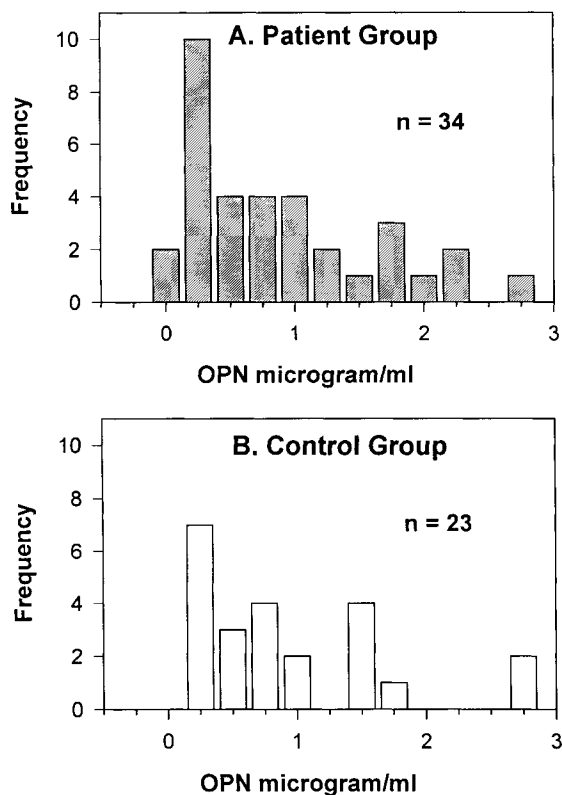 A. Patient Group
n = 34
Frequency
10
8
6
4
2
0
0 1 2 3
OPN microgram/ml
B. Control Group
n = 23
Frequency
10
8
6
4
2
0
0 1 2 3
OPN microgram/ml